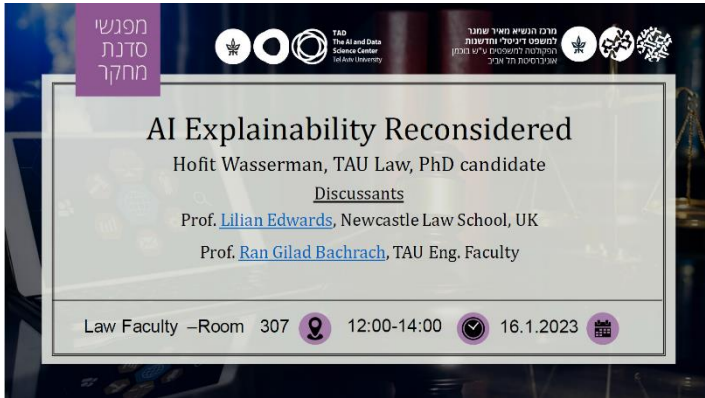 מפגשי
סדנת
מחקר
TAD
The AI and Data
Science Center
Tel Aviv University
מרכז הנשיא מאיר שמגר
למשפט דיגיטלי וחדשנות
הפקולטה למשפטים ע"ש בוכמן
אוניברסיטת תל אביב
AI Explainability Reconsidered
Hofit Wasserman, TAU Law, PhD candidate
Discussants
Prof. Lilian Edwards, Newcastle Law School, UK
Prof. Ran Gilad Bachrach, TAU Eng. Faculty
Law Faculty –Room 307 12:00-14:00 16.1.2023